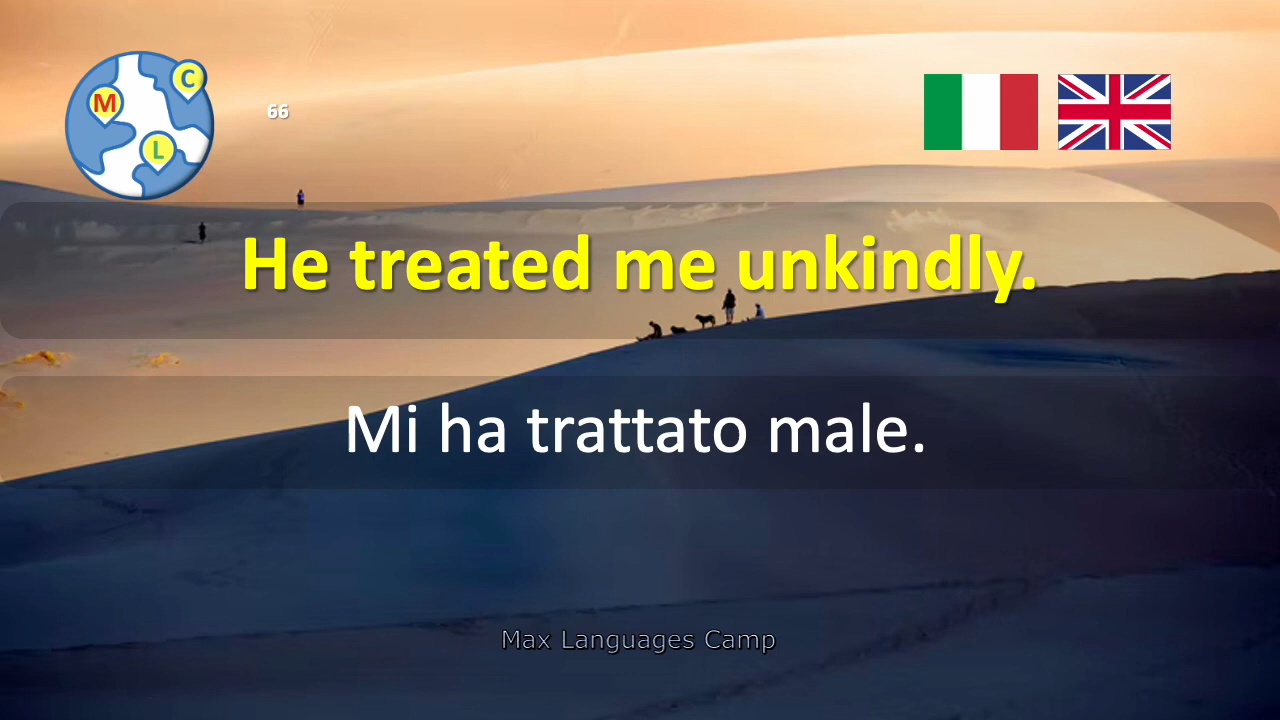 M
C
L
66
He treated me unkindly.
Mi ha trattato male.
Max Languages Camp